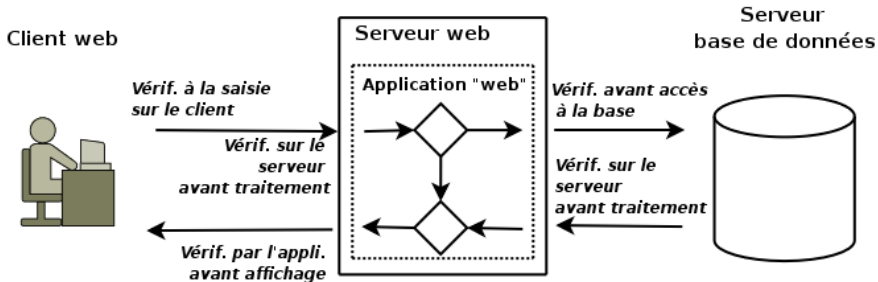 Client web
Serveur web
Serveur
base de données
Application "web"
Vérif. à la saisie
sur le client
Vérif. sur le
serveur
avant traitement
Vérif. par l'appli.
avant affichage
Vérif. avant accès
à la base
Vérif. sur le
serveur
avant traitement